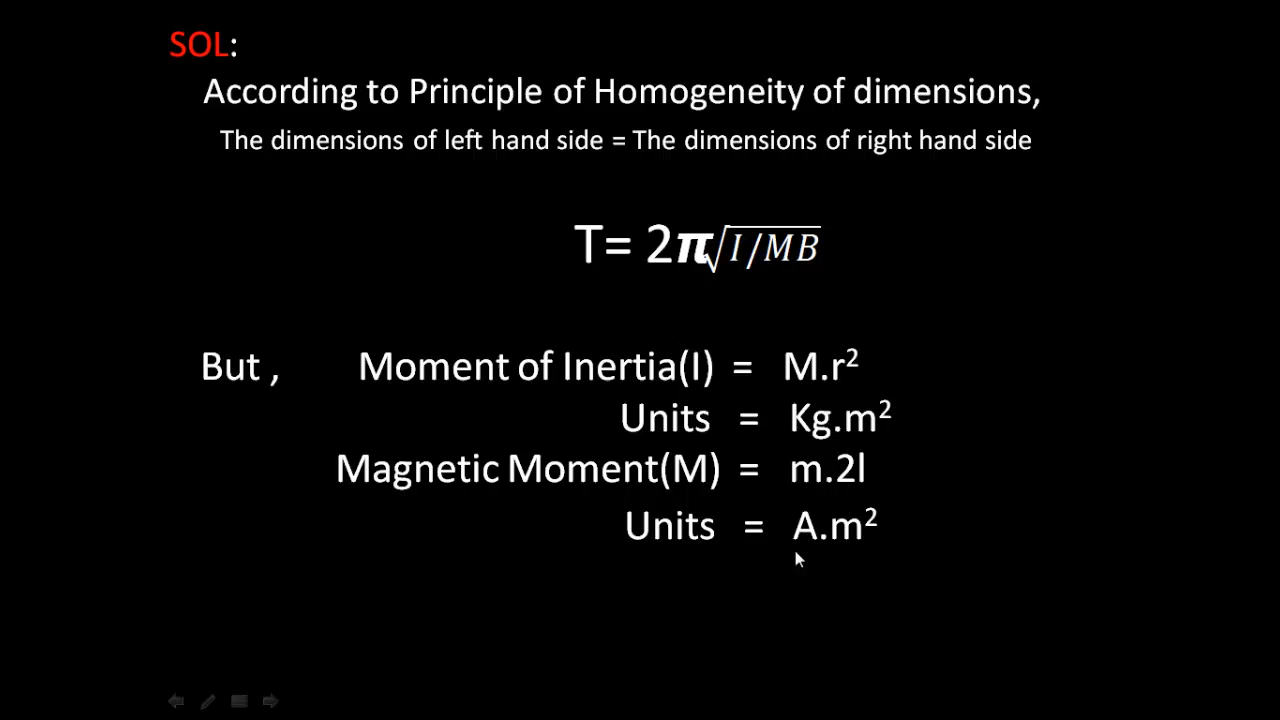 SOL:
According to Principle of Homogeneity of dimensions,
The dimensions of left hand side = The dimensions of right hand side
T= 2π√I/MB
But , Moment of Inertia(I) = M.r²
Units = Kg.m²
Magnetic Moment(M) = m.2l
Units = A.m²